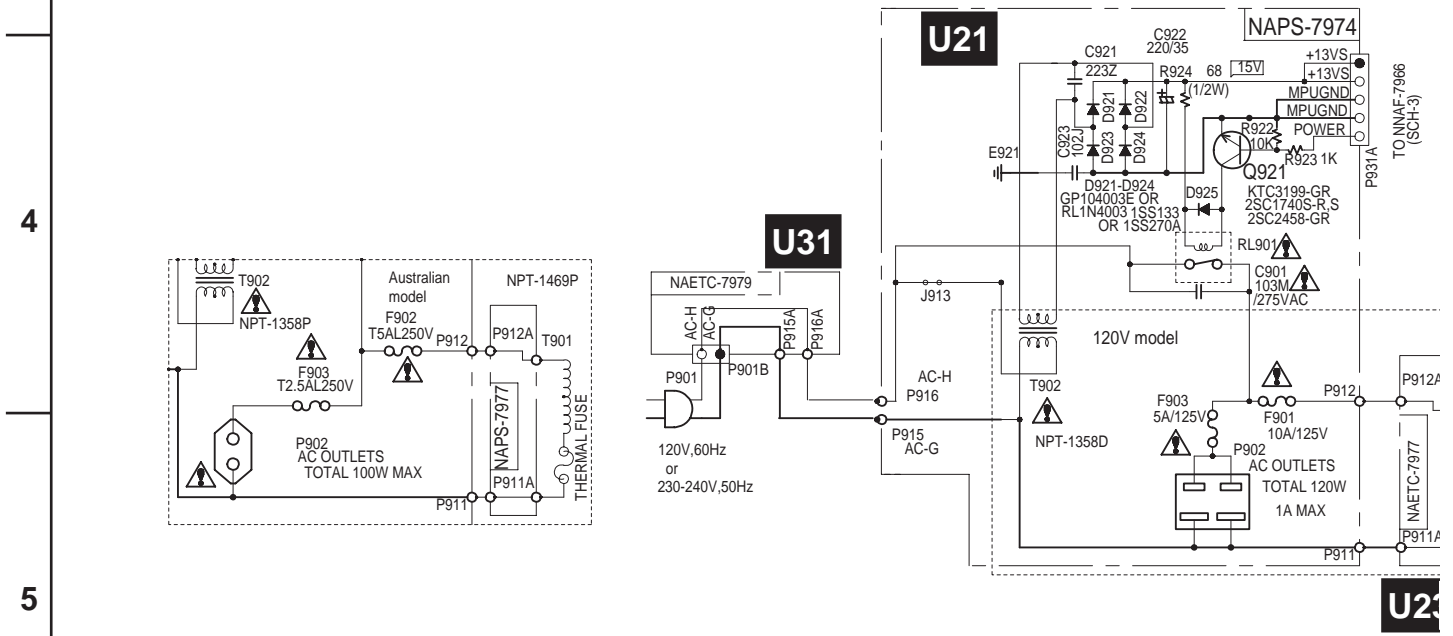 4
5
U21
NAPS-7974
C922
220/35
C921
223Z
R924
68
(1/2W)
15V
+13VS
+13VS
MPUGND
MPUGND
POWER
TO NNAF-7966
(SCH-3)
P931A
D921
D922
D923
D924
C923
102J
E921
R922
10K
R923 1K
Q921
KTC3199-GR
2SC1740S-R,S
2SC2458-GR
D921-D924
GP104003E OR
RL1N4003 1SS133
OR 1SS270A
D925
RL901
C901
103M
/275VAC
J913
U31
NAETC-7979
AC-H
AC-G
P915A
P916A
P901
P901B
120V,60Hz
or
230-240V,50Hz
AC-H
P916
P915
AC-G
120V model
T902
NPT-1358D
F903
5A/125V
F901
10A/125V
P902
AC OUTLETS
TOTAL 120W
1A MAX
P912
P912A
NAETC-7977
P911
P911A
U23
T902
NPT-1358P
Australian
model
F902
T5AL250V
F903
T2.5AL250V
P902
AC OUTLETS
TOTAL 100W MAX
NPT-1469P
P912
P912A
T901
NAPS-7977
THERMAL FUSE
P911
P911A